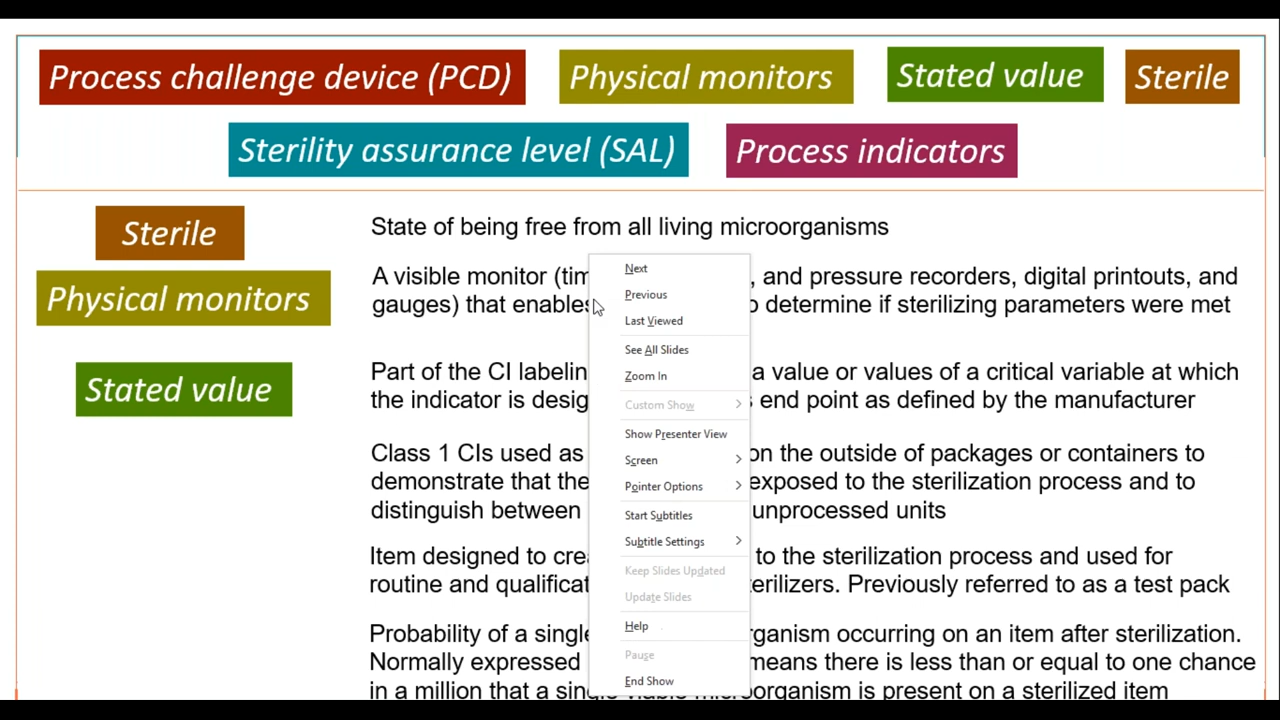 Process challenge device (PCD) Physical monitors Stated value Sterile
Sterility assurance level (SAL) Process indicators
Sterile State of being free from all living microorganisms
Physical monitors A visible monitor (tim , and pressure recorders, digital printouts, and
gauges) that enables to determine if sterilizing parameters were met
Stated value Part of the CI labelin a value or values of a critical variable at which
the indicator is desig end point as defined by the manufacturer
Class 1 CIs used as on the outside of packages or containers to
demonstrate that the exposed to the sterilization process and to
distinguish between unprocessed units
Item designed to cre to the sterilization process and used for
routine and qualificat terilizers. Previously referred to as a test pack
Probability of a single rganism occurring on an item after sterilization.
Normally expressed means there is less than or equal to one chance
in a million that a single viable microorganism is present on a sterilized item
Next
Previous
Last Viewed
See All Slides
Zoom In
Custom Show
Show Presenter View
Screen
Pointer Options
Start Subtitles
Subtitle Settings
Keep Slides Updated
Update Slides
Help
Pause
End Show